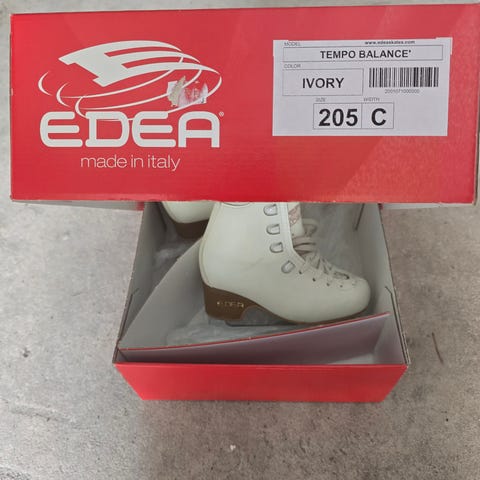 EDEA®
made in italy
MODEL
www.edeaskates.com
TEMPO BALANCE'
COLOR
IVORY
SIZE
WIDTH
205
C
EDEA